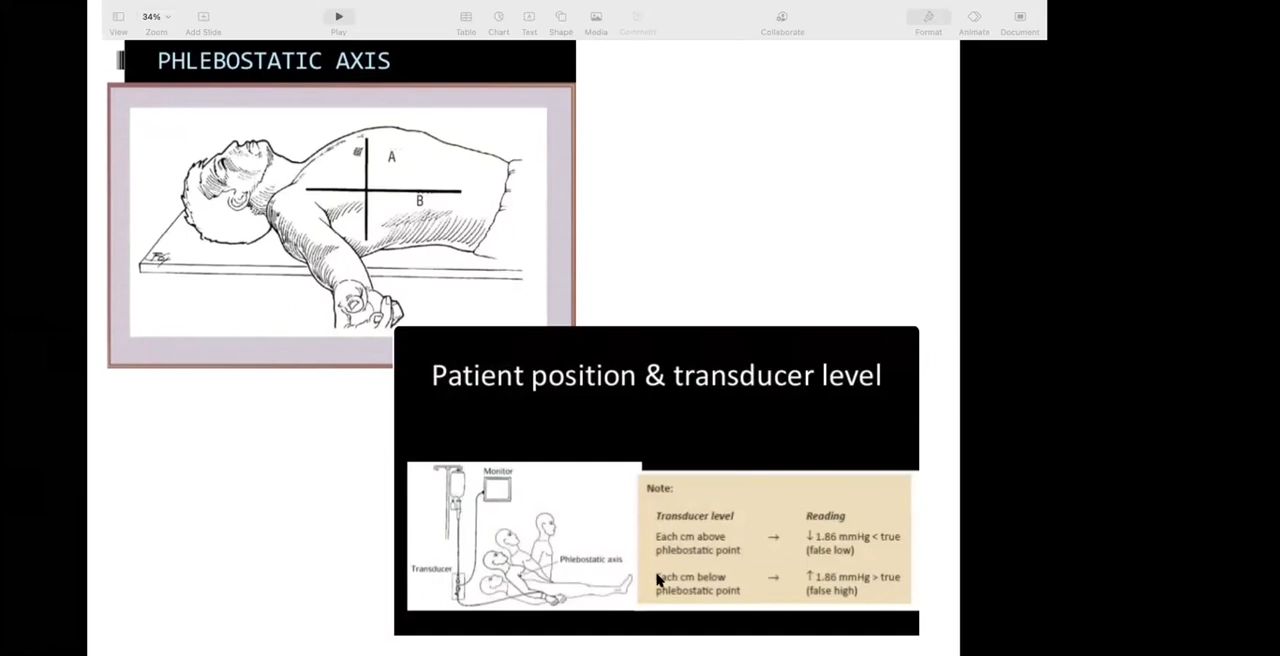 34%
View
Zoom
Add Slide
Play
Table
Chart
Text
Shape
Media
Comment
Collaborate
Format
Animate
Document
PHLEBOSTATIC AXIS
A
B
Patient position & transducer level
Monitor
Phlebostatic axis
Transducer
Note:
Transducer level Reading
Each cm above → ↓ 1.86 mmHg < true
phlebostatic point (false low)
Each cm below → ↑ 1.86 mmHg > true
phlebostatic point (false high)